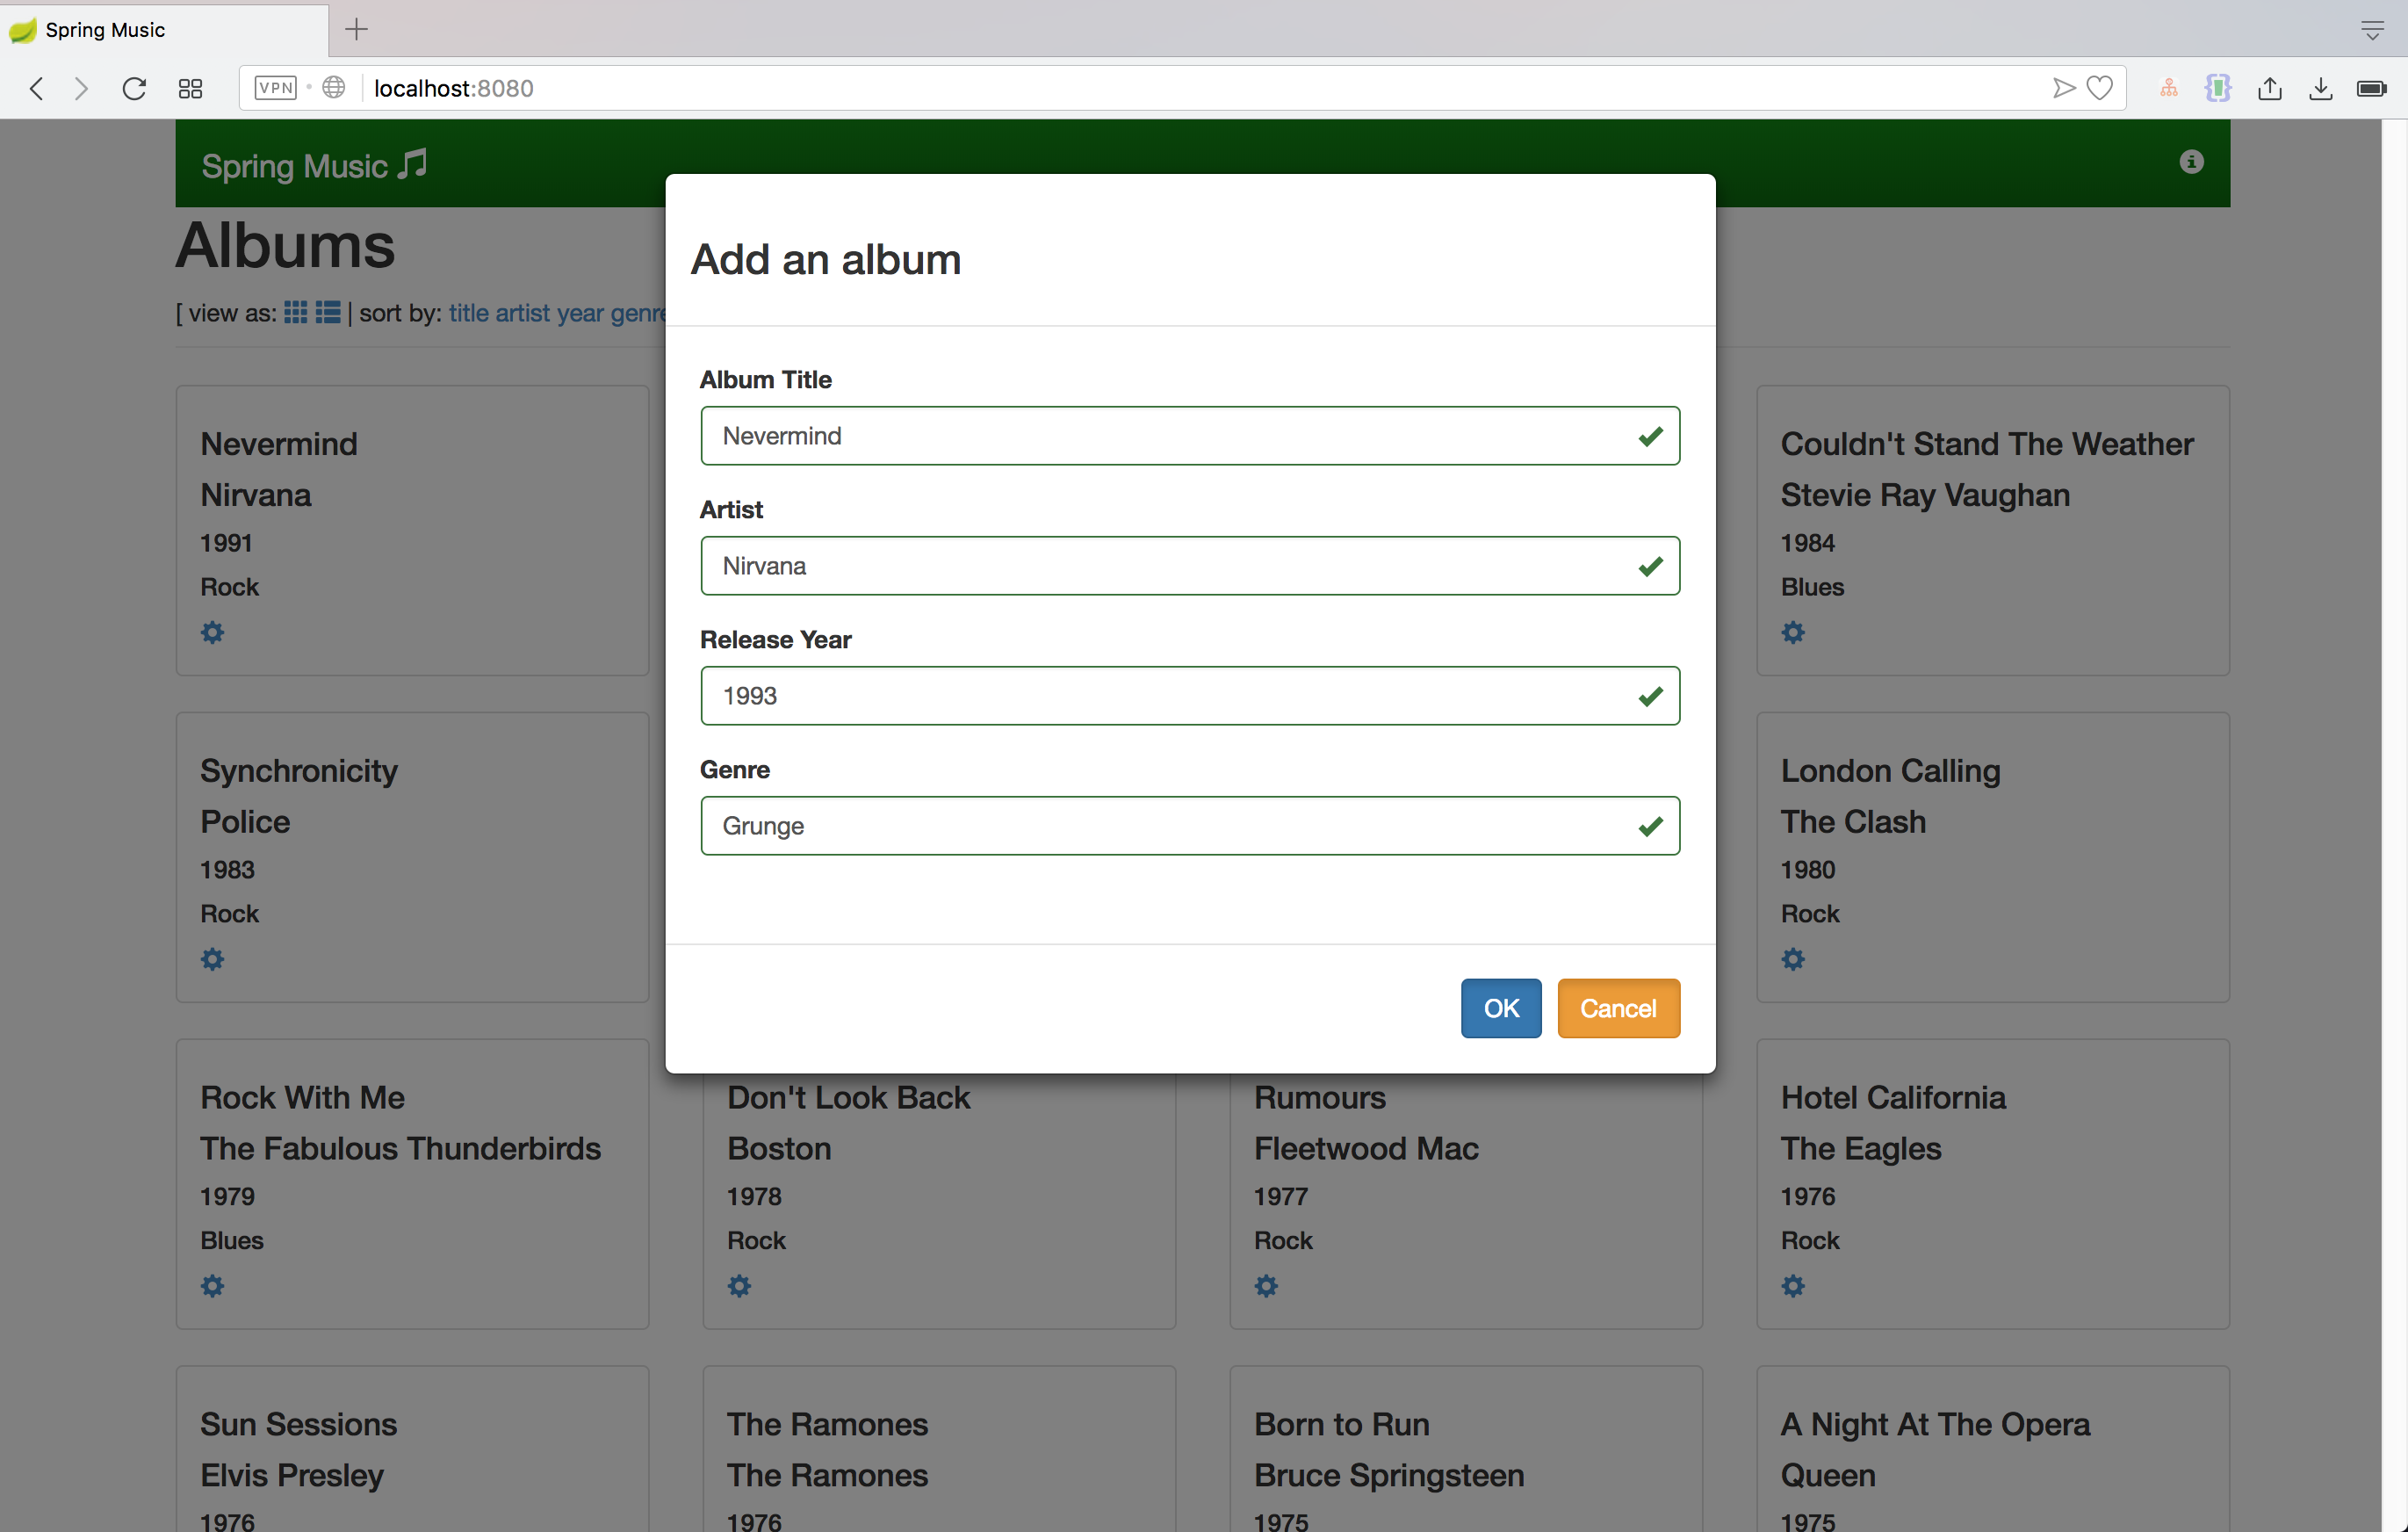 Spring Music
VPN localhost:8080
Spring Music
Albums
[ view as: | sort by: title artist year genre
Add an album
Album Title
Nevermind
Artist
Nirvana
Release Year
1993
Genre
Grunge
OK Cancel
Nevermind
Nirvana
1991
Rock
Couldn't Stand The Weather
Stevie Ray Vaughan
1984
Blues
Synchronicity
Police
1983
Rock
London Calling
The Clash
1980
Rock
Rock With Me
The Fabulous Thunderbirds
1979
Blues
Don't Look Back
Boston
1978
Rock
Rumours
Fleetwood Mac
1977
Rock
Hotel California
The Eagles
1976
Rock
Sun Sessions
Elvis Presley
1976
The Ramones
The Ramones
1976
Born to Run
Bruce Springsteen
1975
A Night At The Opera
Queen
1975